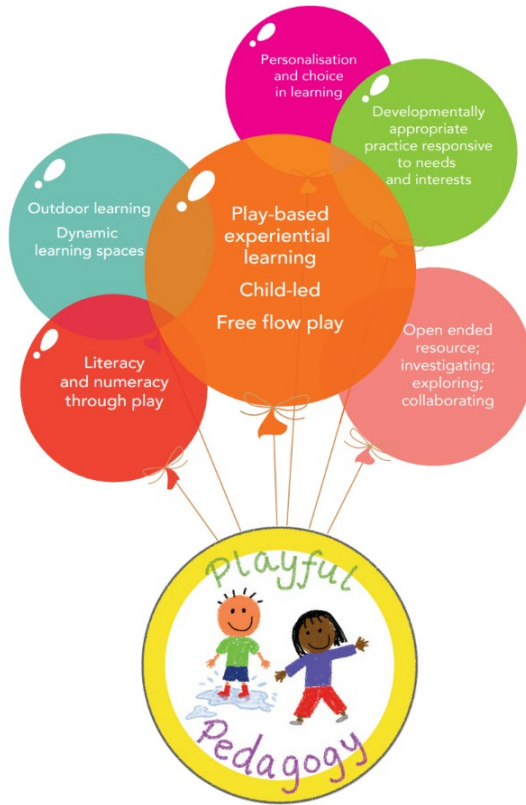 Personalisation
and choice
in learning
Developmentally
appropriate
practice responsive
to needs
and interests
Outdoor learning
Dynamic
learning spaces
Play-based
experiential
learning
Child-led
Free flow play
Literacy
and numeracy
through play
Open ended
resource;
investigating;
exploring;
collaborating
Playful
Pedagogy